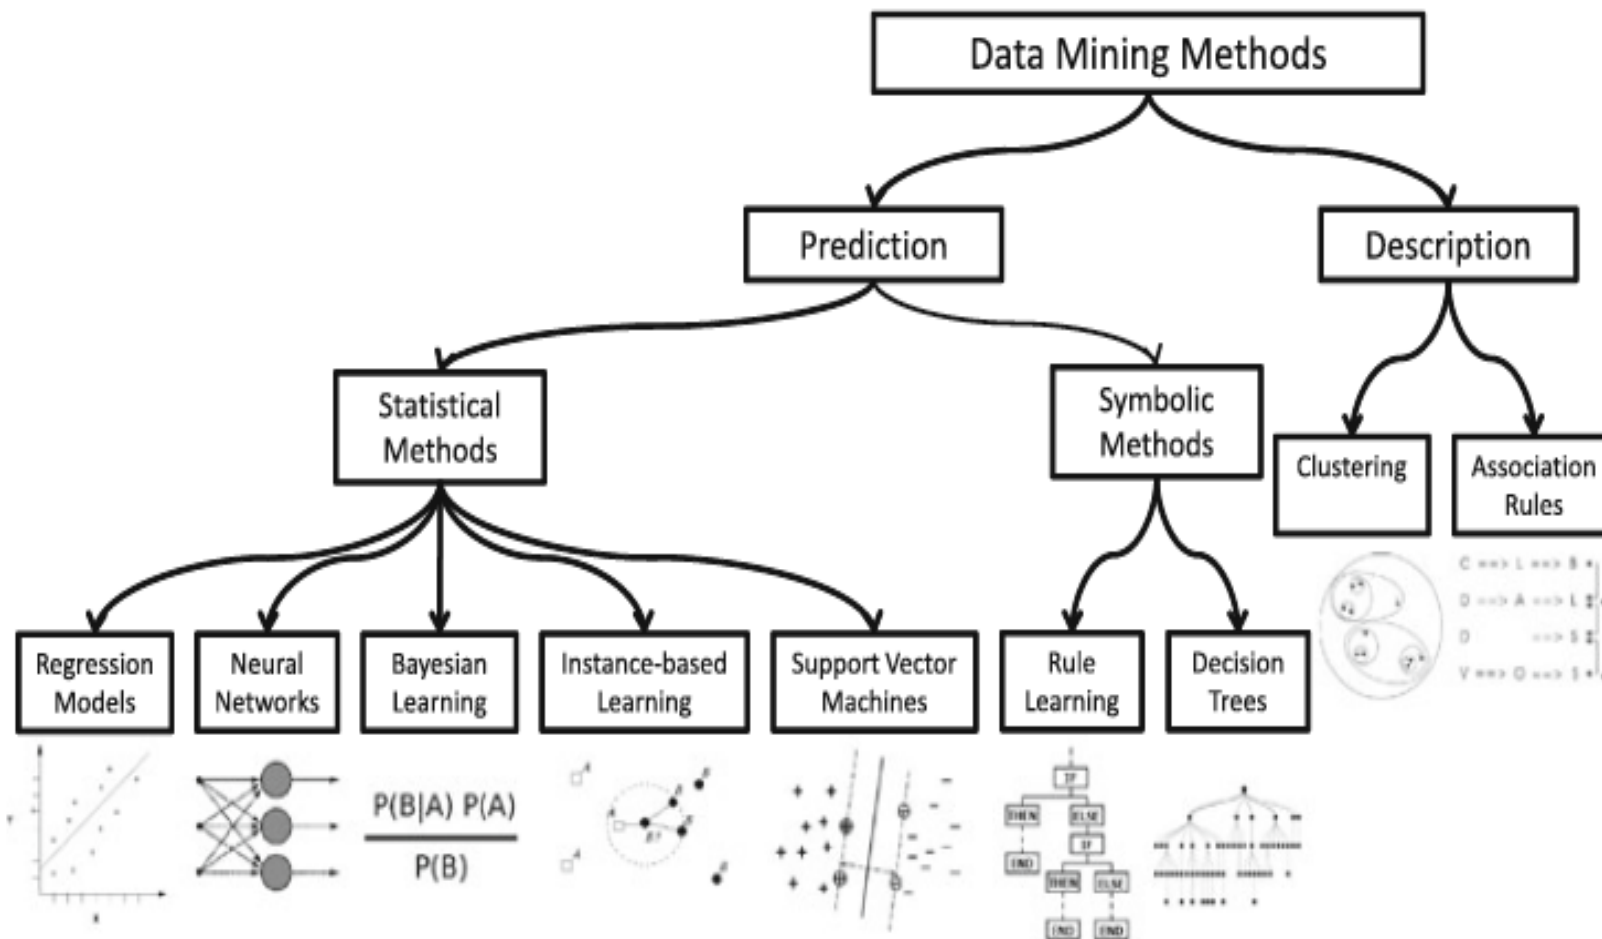 Data Mining Methods
Prediction
Description
Statistical
Methods
Symbolic
Methods
Clustering
Association
Rules
Regression
Models
Neural
Networks
Bayesian
Learning
Instance-based
Learning
Support Vector
Machines
Rule
Learning
Decision
Trees
C ==> L ==> B
D ==> A ==> L
D ==> S
V ==> O ==> S
P(B|A) P(A)
P(B)
A
B
B
A
B
B?
A
B
X
IF
THEN
ELSE
IF
END
THEN
ELSE
END
END